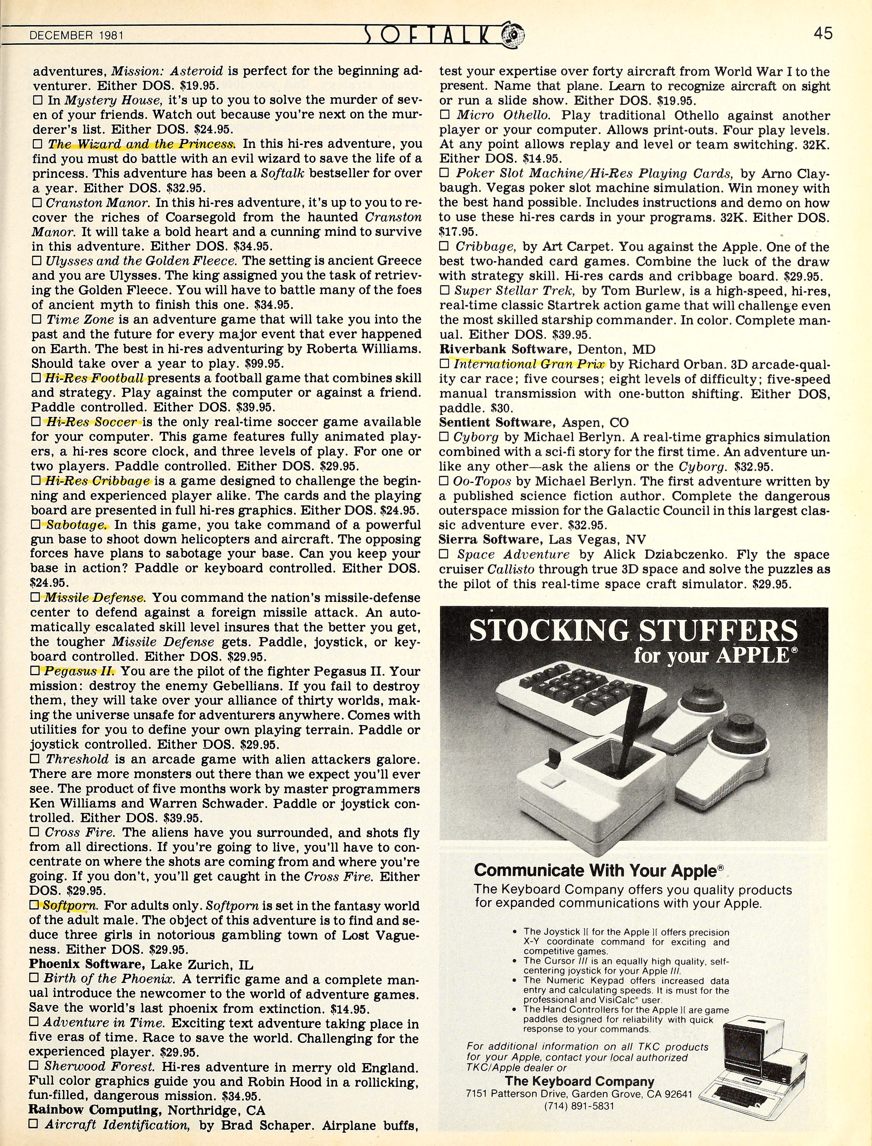 DECEMBER 1981
SOFTALK
45
adventures, Mission: Asteroid is perfect for the beginning ad-
venturer. Either DOS. $19.95.
□ In Mystery House, it's up to you to solve the murder of sev-
en of your friends. Watch out because you're next on the mur-
derer's list. Either DOS. $24.95.
□ The Wizard and the Princess. In this hi-res adventure, you
find you must do battle with an evil wizard to save the life of a
princess. This adventure has been a Softalk bestseller for over
a year. Either DOS. $32.95.
□ Cranston Manor. In this hi-res adventure, it's up to you to re-
cover the riches of Coarsegold from the haunted Cranston
Manor. It will take a bold heart and a cunning mind to survive
in this adventure. Either DOS. $34.95.
□ Ulysses and the Golden Fleece. The setting is ancient Greece
and you are Ulysses. The king assigned you the task of retriev-
ing the Golden Fleece. You will have to battle many of the foes
of ancient myth to finish this one. $34.95.
□ Time Zone is an adventure game that will take you into the
past and the future for every major event that ever happened
on Earth. The best in hi-res adventuring by Roberta Williams.
Should take over a year to play. $99.95.
□ Hi-Res Football presents a football game that combines skill
and strategy. Play against the computer or against a friend.
Paddle controlled. Either DOS. $39.95.
□ Hi-Res Soccer is the only real-time soccer game available
for your computer. This game features fully animated play-
ers, a hi-res score clock, and three levels of play. For one or
two players. Paddle controlled. Either DOS. $29.95.
□ Hi-Res Cribbage is a game designed to challenge the begin-
ning and experienced player alike. The cards and the playing
board are presented in full hi-res graphics. Either DOS. $24.95.
□ Sabotage. In this game, you take command of a powerful
gun base to shoot down helicopters and aircraft. The opposing
forces have plans to sabotage your base. Can you keep your
base in action? Paddle or keyboard controlled. Either DOS.
$24.95.
□ Missile Defense. You command the nation's missile-defense
center to defend against a foreign missile attack. An auto-
matically escalated skill level insures that the better you get,
the tougher Missile Defense gets. Paddle, joystick, or key-
board controlled. Either DOS. $29.95.
□ Pegasus II. You are the pilot of the fighter Pegasus II. Your
mission: destroy the enemy Gebellians. If you fail to destroy
them, they will take over your alliance of thirty worlds, mak-
ing the universe unsafe for adventurers anywhere. Comes with
utilities for you to define your own playing terrain. Paddle or
joystick controlled. Either DOS. $29.95.
□ Threshold is an arcade game with alien attackers galore.
There are more monsters out there than we expect you'll ever
see. The product of five months work by master programmers
Ken Williams and Warren Schwader. Paddle or joystick con-
trolled. Either DOS. $39.95.
□ Cross Fire. The aliens have you surrounded, and shots fly
from all directions. If you're going to live, you'll have to con-
centrate on where the shots are coming from and where you're
going. If you don't, you'll get caught in the Cross Fire. Either
DOS. $29.95.
□ Softporn. For adults only. Softporn is set in the fantasy world
of the adult male. The object of this adventure is to find and se-
duce three girls in notorious gambling town of Lost Vague-
ness. Either DOS. $29.95.
Phoenix Software, Lake Zurich, IL
□ Birth of the Phoenix. A terrific game and a complete man-
ual introduce the newcomer to the world of adventure games.
Save the world's last phoenix from extinction. $14.95.
□ Adventure in Time. Exciting text adventure taking place in
five eras of time. Race to save the world. Challenging for the
experienced player. $29.95.
□ Sherwood Forest. Hi-res adventure in merry old England.
Full color graphics guide you and Robin Hood in a rollicking,
fun-filled, dangerous mission. $34.95.
Rainbow Computing, Northridge, CA
□ Aircraft Identification, by Brad Schaper. Airplane buffs,
test your expertise over forty aircraft from World War I to the
present. Name that plane. Learn to recognize aircraft on sight
or run a slide show. Either DOS. $19.95.
□ Micro Othello. Play traditional Othello against another
player or your computer. Allows print-outs. Four play levels.
At any point allows replay and level or team switching. 32K.
Either DOS. $14.95.
□ Poker Slot Machine/Hi-Res Playing Cards, by Arno Clay-
baugh. Vegas poker slot machine simulation. Win money with
the best hand possible. Includes instructions and demo on how
to use these hi-res cards in your programs. 32K. Either DOS.
$17.95.
□ Cribbage, by Art Carpet. You against the Apple. One of the
best two-handed card games. Combine the luck of the draw
with strategy skill. Hi-res cards and cribbage board. $29.95.
□ Super Stellar Trek, by Tom Burlew, is a high-speed, hi-res,
real-time classic Startrek action game that will challenge even
the most skilled starship commander. In color. Complete man-
ual. Either DOS. $39.95.
Riverbank Software, Denton, MD
□ International Gran Prix by Richard Orban. 3D arcade-qual-
ity car race; five courses; eight levels of difficulty; five-speed
manual transmission with one-button shifting. Either DOS,
paddle. $30.
Sentient Software, Aspen, CO
□ Cyborg by Michael Berlyn. A real-time graphics simulation
combined with a sci-fi story for the first time. An adventure un-
like any other—ask the aliens or the Cyborg. $32.95.
□ Oo-Topos by Michael Berlyn. The first adventure written by
a published science fiction author. Complete the dangerous
outerspace mission for the Galactic Council in this largest clas-
sic adventure ever. $32.95.
Sierra Software, Las Vegas, NV
□ Space Adventure by Alick Dziabczenko. Fly the space
cruiser Callisto through true 3D space and solve the puzzles as
the pilot of this real-time space craft simulator. $29.95.
STOCKING STUFFERS
for your APPLE®
Communicate With Your Apple®
The Keyboard Company offers you quality products
for expanded communications with your Apple.
• The Joystick ][ for the Apple ][ offers precision
X-Y coordinate command for exciting and
competitive games.
• The Cursor /// is an equally high quality, self-
centering joystick for your Apple ///.
• The Numeric Keypad offers increased data
entry and calculating speeds. It is must for the
professional and VisiCalc® user.
• The Hand Controllers for the Apple ][ are game
paddles designed for reliability with quick
response to your commands.
For additional information on all TKC products
for your Apple, contact your local authorized
TKC/Apple dealer or
The Keyboard Company
7151 Patterson Drive, Garden Grove, CA 92641
(714) 891-5831